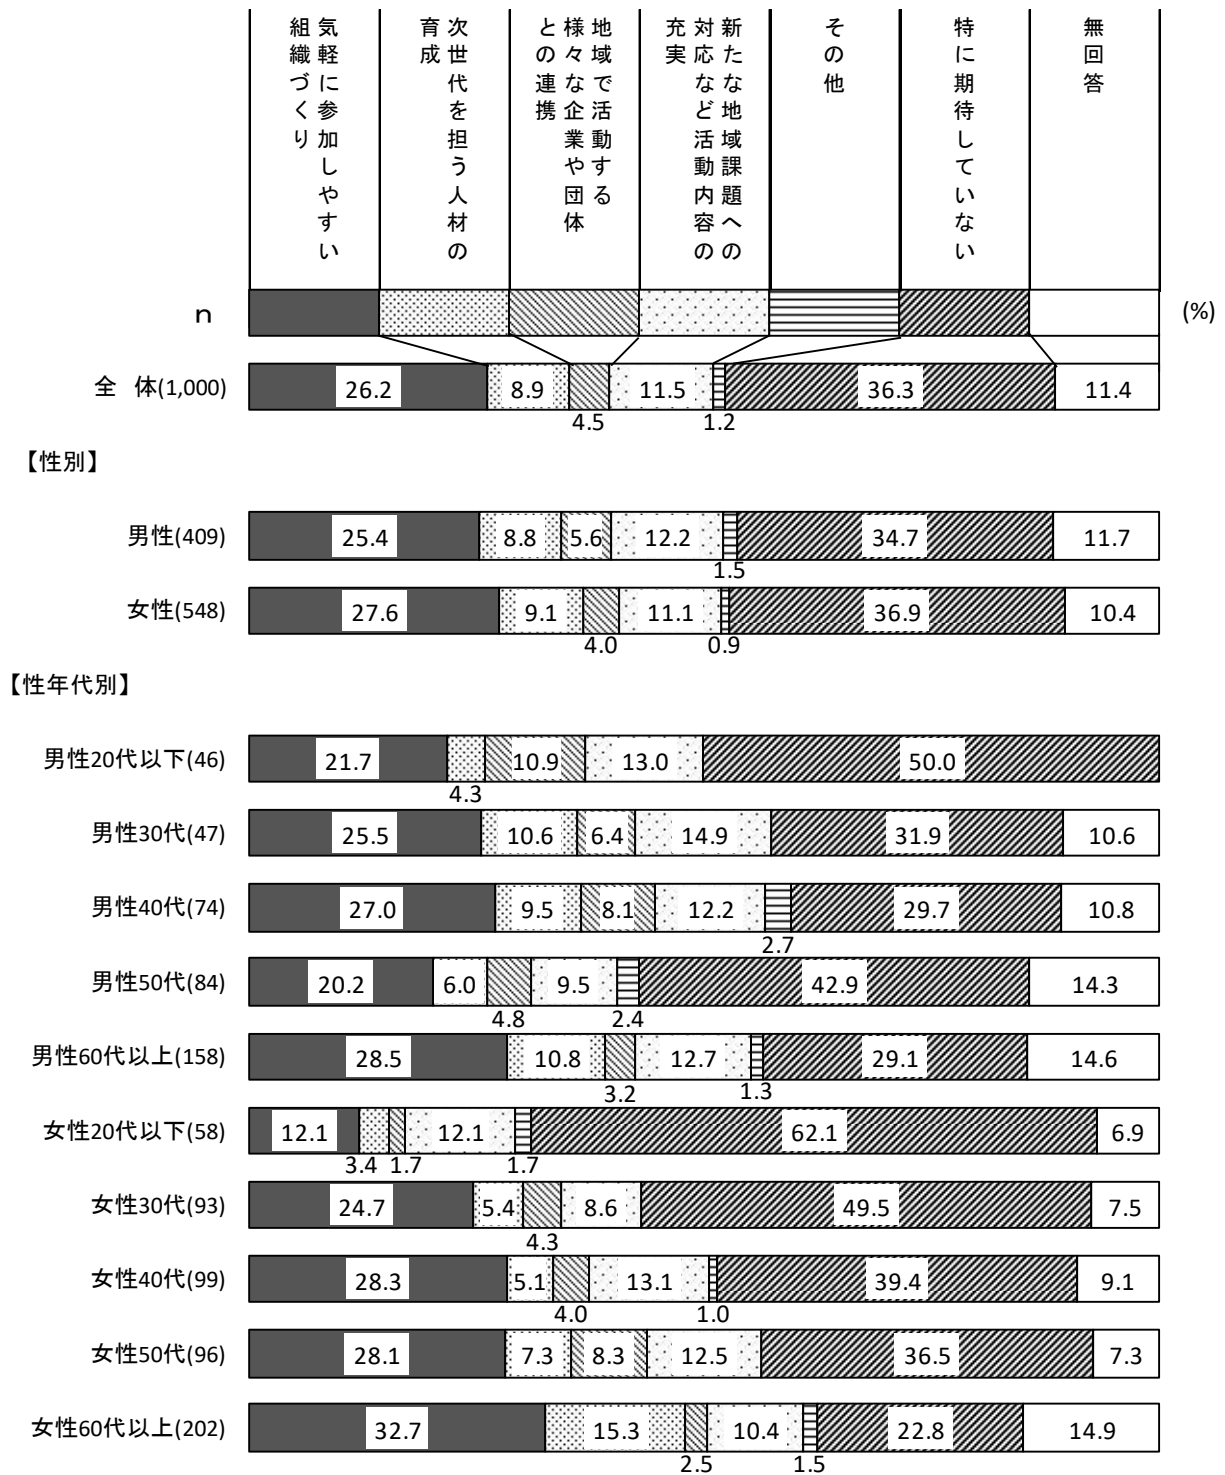 気軽に参加しやすい
組織づくり
次世代を担う人材の
育成
地域で活動する
様々な企業や団体
との連携
新たな地域課題への
対応など活動内容の
充実
その他
特に期待していない
無回答
n
(%)
全 体(1,000) 26.2 8.9 11.5 36.3 11.4
4.5 1.2
【性別】
男性(409) 25.4 8.8 5.6 12.2 34.7 11.7
1.5
女性(548) 27.6 9.1 11.1 36.9 10.4
4.0 0.9
【性年代別】
男性20代以下(46) 21.7 10.9 13.0 50.0
4.3
男性30代(47) 25.5 10.6 6.4 14.9 31.9 10.6
男性40代(74) 27.0 9.5 8.1 12.2 29.7 10.8
2.7
男性50代(84) 20.2 6.0 9.5 42.9 14.3
4.8 2.4
男性60代以上(158) 28.5 10.8 12.7 29.1 14.6
3.2 1.3
女性20代以下(58) 12.1 12.1 62.1 6.9
3.4 1.7 1.7
女性30代(93) 24.7 5.4 8.6 49.5 7.5
4.3
女性40代(99) 28.3 5.1 13.1 39.4 9.1
4.0 1.0
女性50代(96) 28.1 7.3 8.3 12.5 36.5 7.3
女性60代以上(202) 32.7 15.3 10.4 22.8 14.9
2.5 1.5